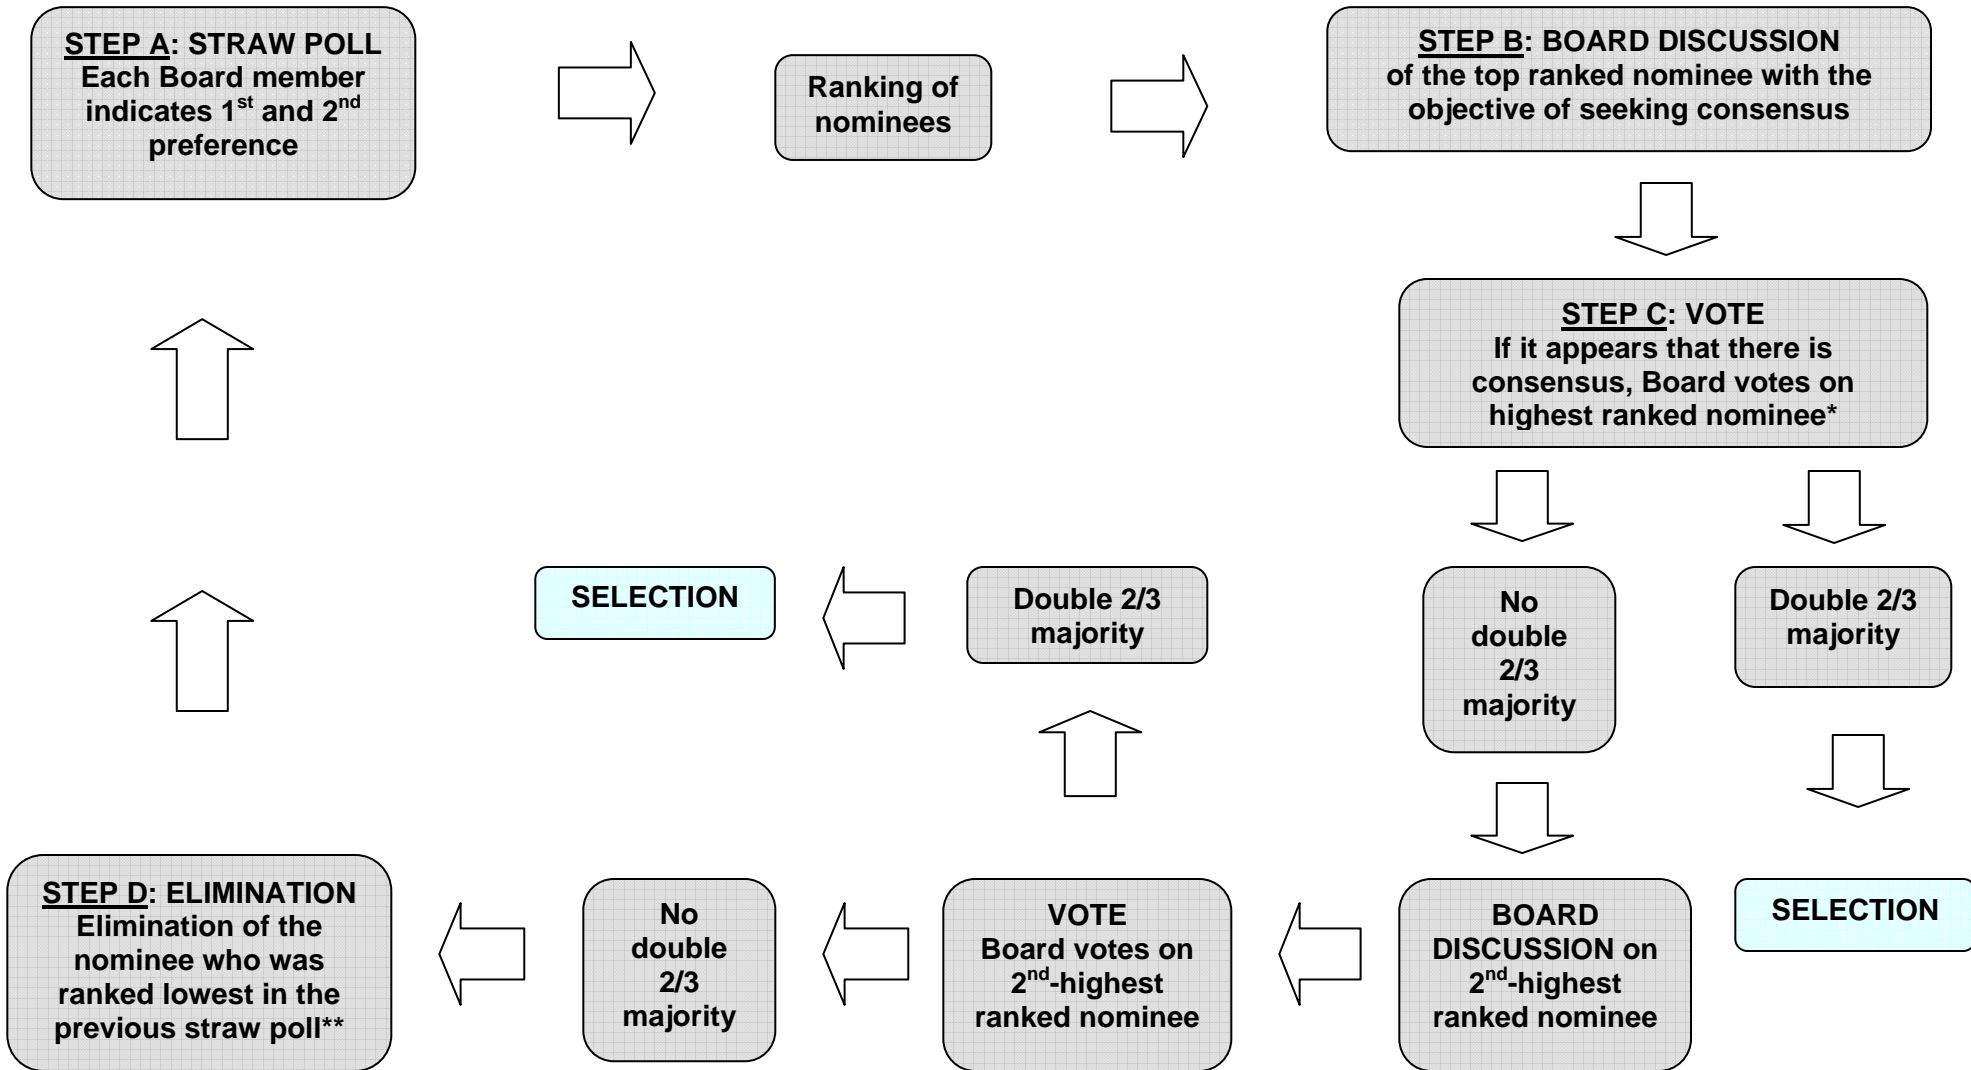 STEP A: STRAW POLL
Each Board member
indicates 1st and 2nd
preference
Ranking of
nominees
STEP B: BOARD DISCUSSION
of the top ranked nominee with the
objective of seeking consensus
STEP C: VOTE
If it appears that there is
consensus, Board votes on
highest ranked nominee*
No
double
2/3
majority
Double 2/3
majority
SELECTION
BOARD
DISCUSSION on
2nd-highest
ranked nominee
VOTE
Board votes on
2nd-highest
ranked nominee
Double 2/3
majority
SELECTION
No
double
2/3
majority
STEP D: ELIMINATION
Elimination of the
nominee who was
ranked lowest in the
previous straw poll**